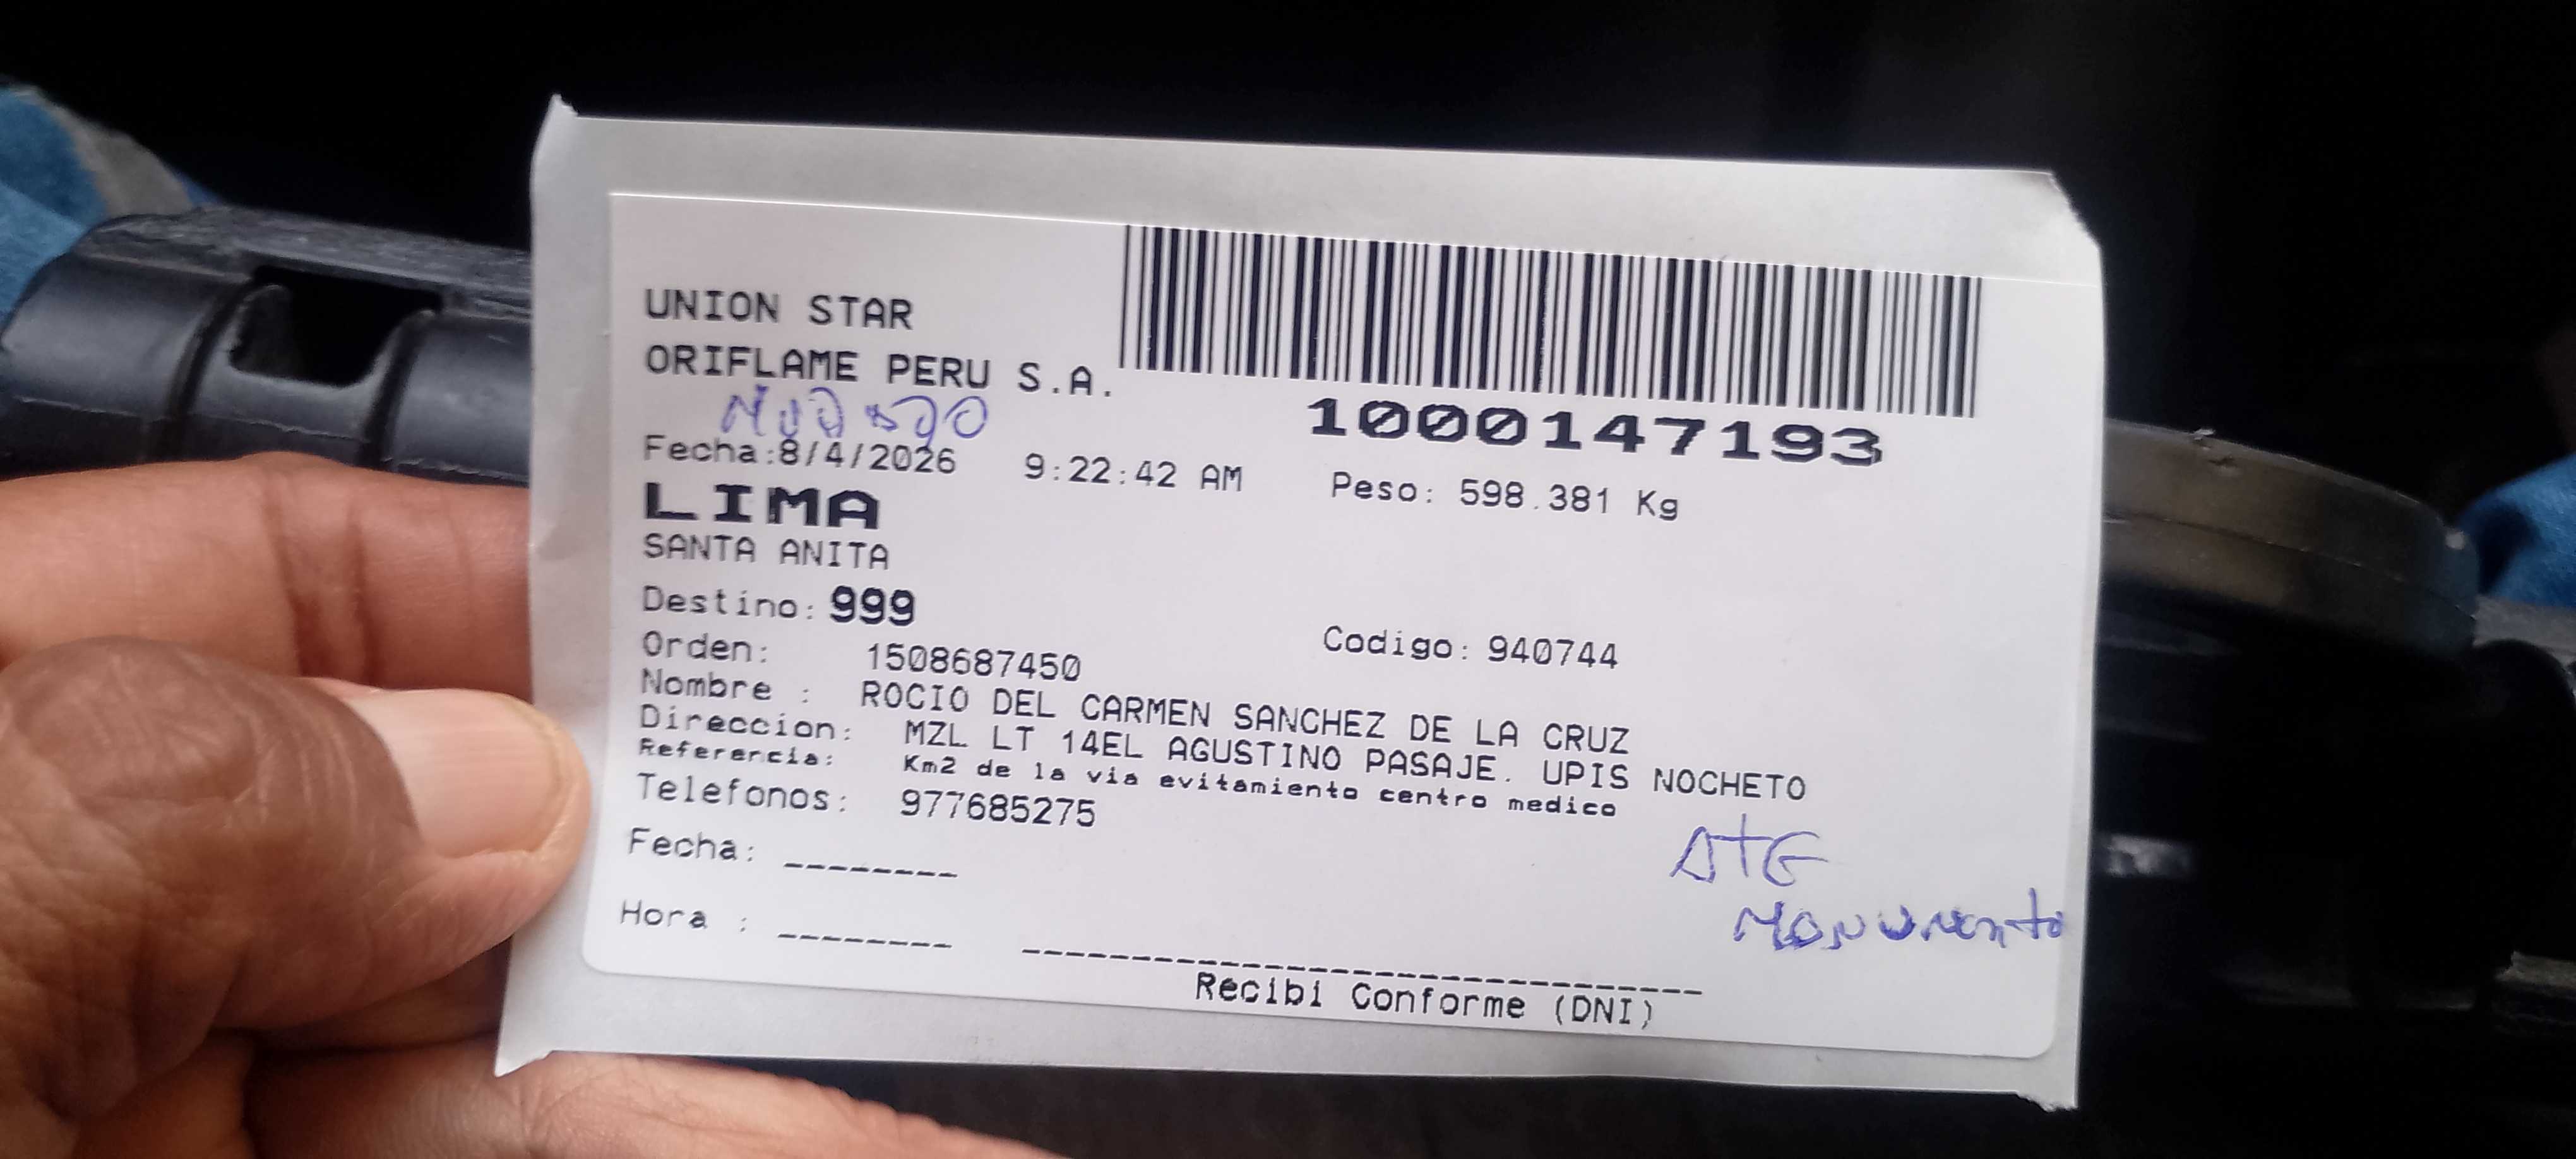 UNION STAR
ORIFLAME PERU S.A.
1000147193
Fecha:8/4/2026 9:22:42 AM Peso: 598.381 Kg
LIMA
SANTA ANITA
Destino: 999
Orden: 1508687450 Codigo: 940744
Nombre : ROCIO DEL CARMEN SANCHEZ DE LA CRUZ
Direccion: MZL LT 14EL AGUSTINO PASAJE. UPIS NOCHETO
Referencia: Km2 de la via evitamiento centro medico
Telefonos: 977685275
Fecha: ________
Hora : ________
Monumento
Recibi Conforme (DNI)